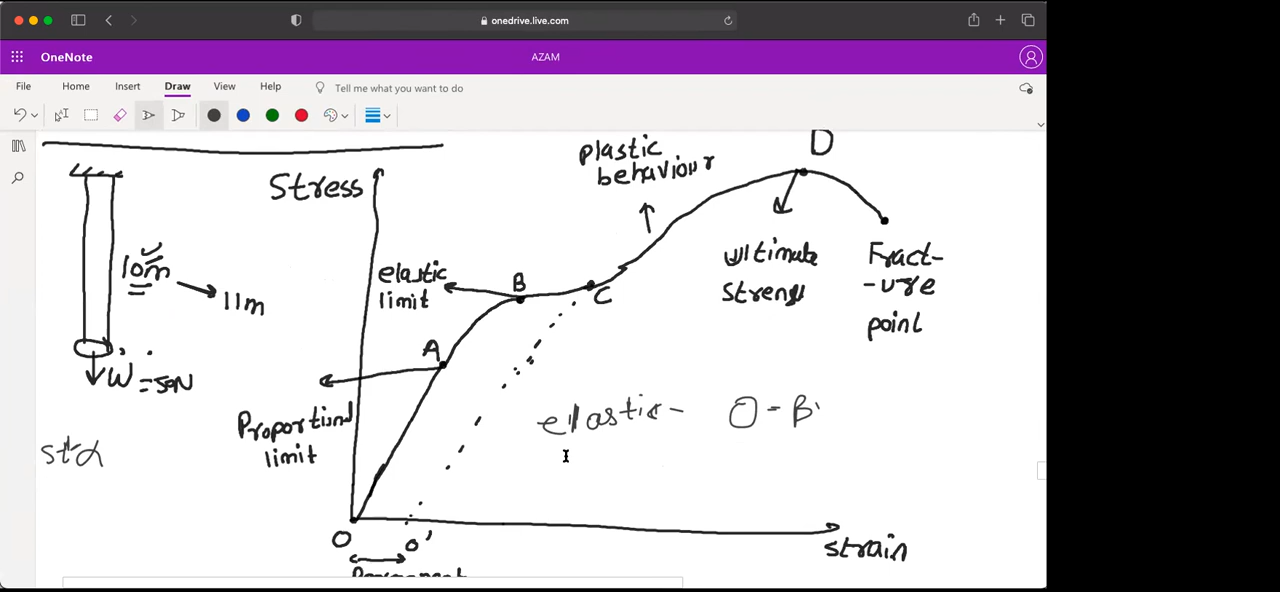 onedrive.live.com
OneNote
AZAM
File Home Insert Draw View Help Tell me what you want to do
Stress
10m
11m
W = 50N
elastic
limit
A
B
C
D
plastic
behaviour
ultimate
strength
Fract-
-ure
point
Proportional
limit
elastic - O - B
O
O'
strain